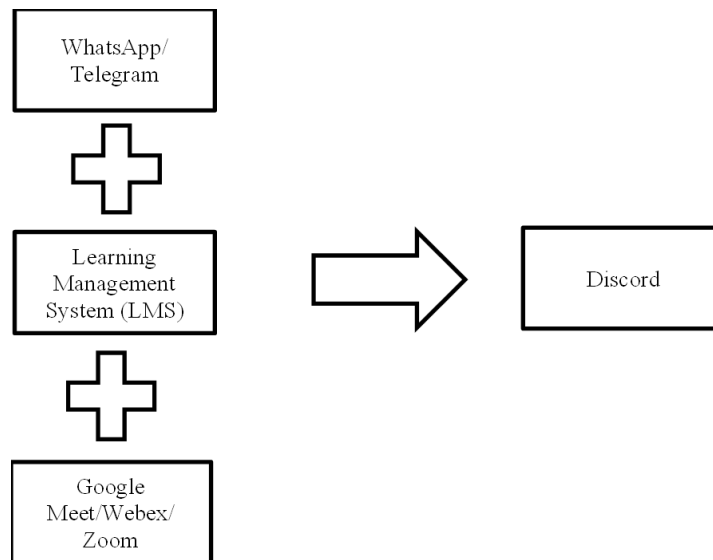 WhatsApp/
Telegram
Learning
Management
System (LMS)
Discord
Google
Meet/Webex/
Zoom